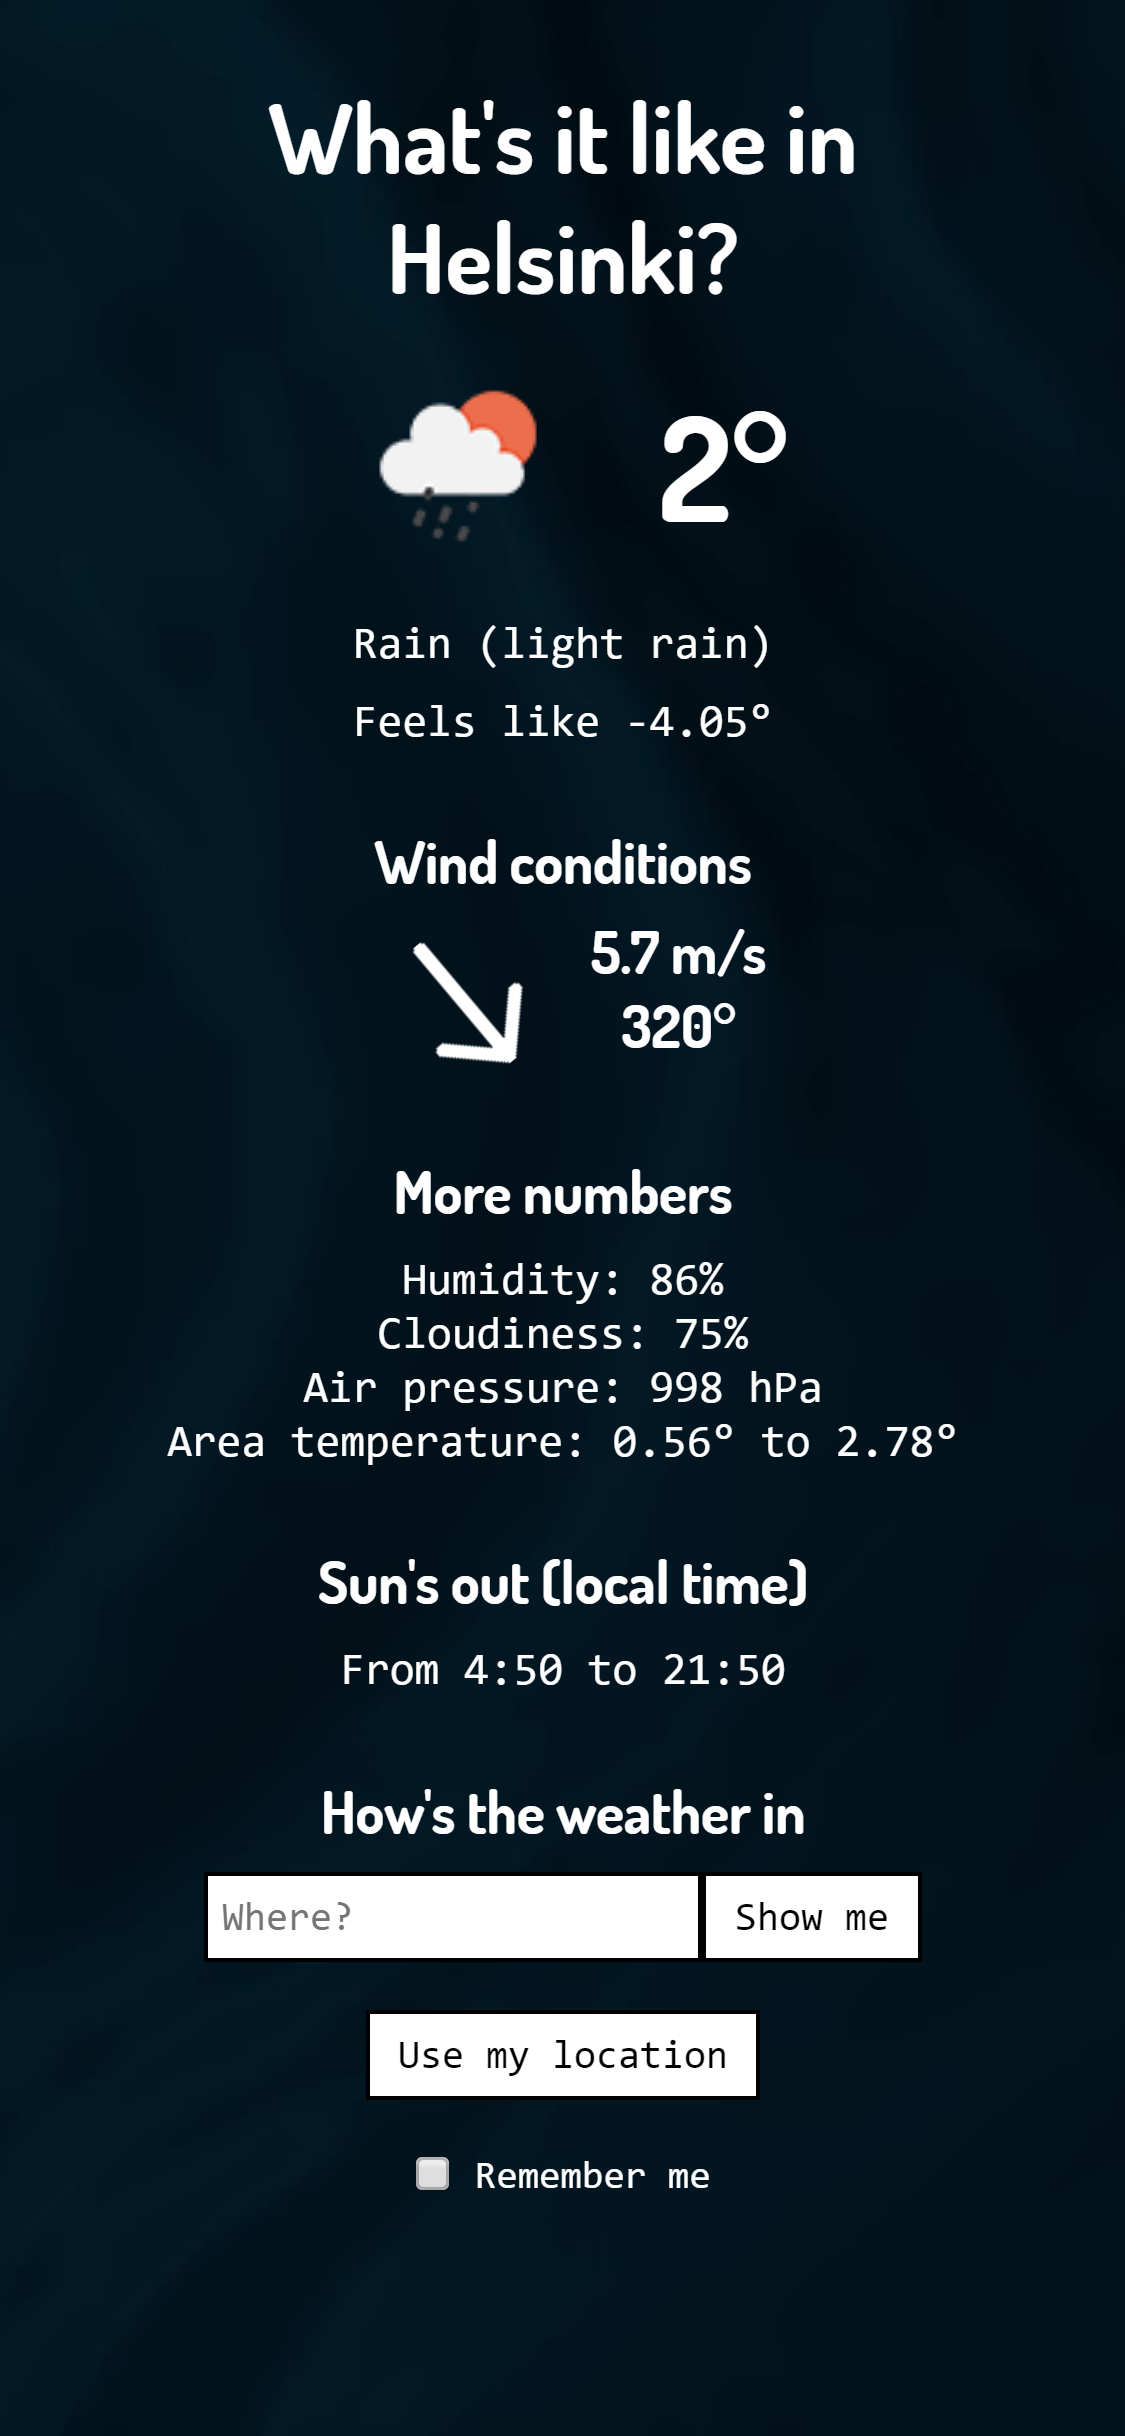 What's it like in
Helsinki?
2°
Rain (light rain)
Feels like -4.05°
Wind conditions
5.7 m/s
320°
More numbers
Humidity: 86%
Cloudiness: 75%
Air pressure: 998 hPa
Area temperature: 0.56° to 2.78°
Sun's out (local time)
From 4:50 to 21:50
How's the weather in
Where? Show me
Use my location
Remember me